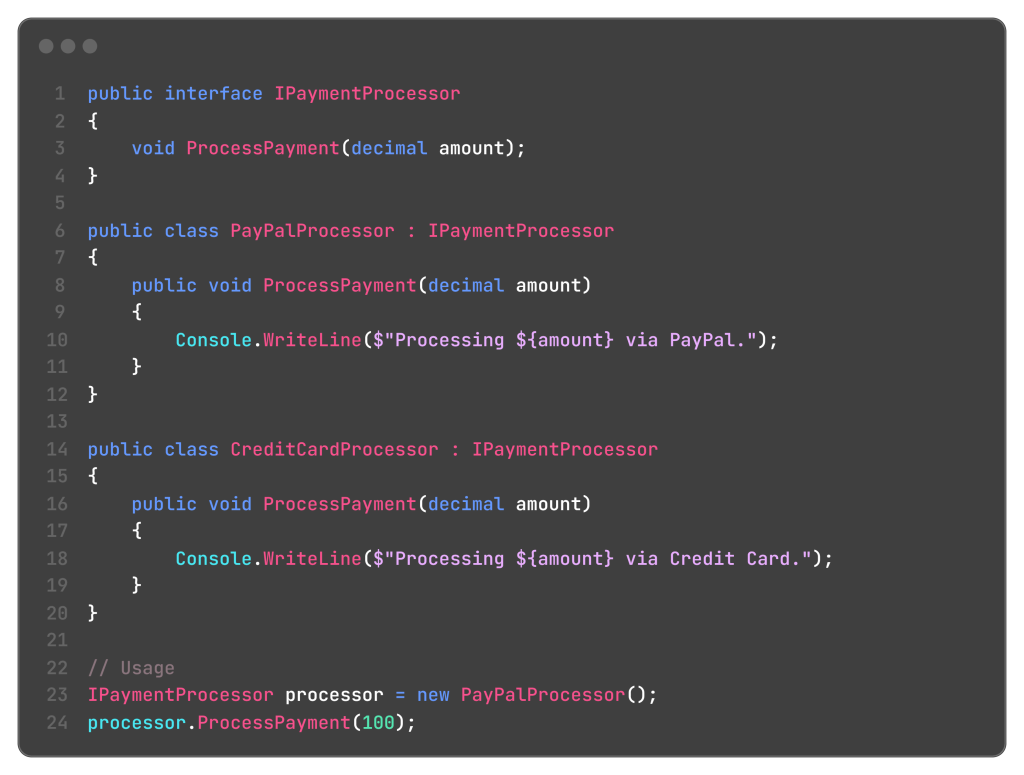 1 public interface IPaymentProcessor
2 {
3     void ProcessPayment(decimal amount);
4 }
5
6 public class PayPalProcessor : IPaymentProcessor
7 {
8     public void ProcessPayment(decimal amount)
9     {
10         Console.WriteLine($"Processing ${amount} via PayPal.");
11     }
12 }
13
14 public class CreditCardProcessor : IPaymentProcessor
15 {
16     public void ProcessPayment(decimal amount)
17     {
18         Console.WriteLine($"Processing ${amount} via Credit Card.");
19     }
20 }
21
22 // Usage
23 IPaymentProcessor processor = new PayPalProcessor();
24 processor.ProcessPayment(100);